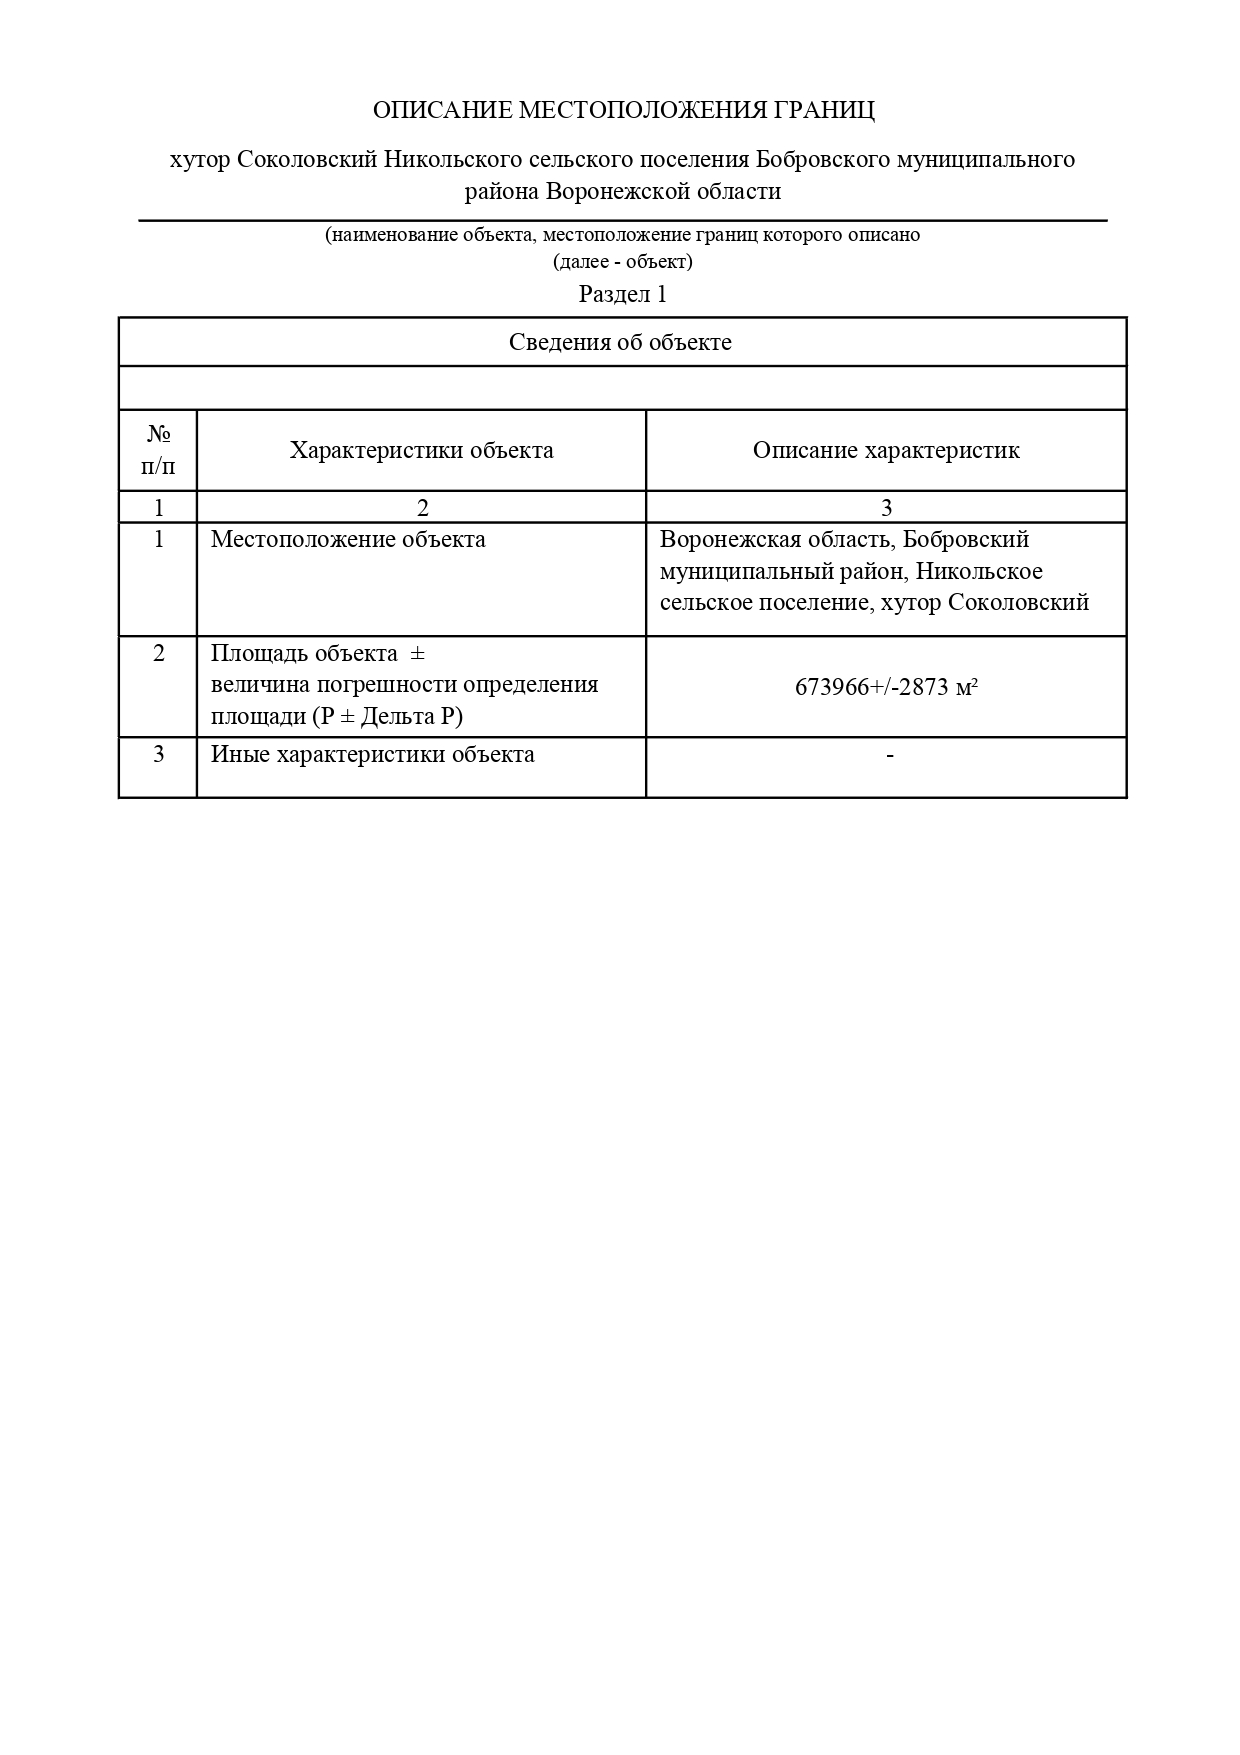 ОПИСАНИЕ МЕСТОПОЛОЖЕНИЯ ГРАНИЦ
хутор Соколовский Никольского сельского поселения Бобровского муниципального
района Воронежской области
(наименование объекта, местоположение границ которого описано
(далее - объект)
Раздел 1
Сведения об объекте
№
п/п
Характеристики объекта
Описание характеристик
1
2
3
1
Местоположение объекта
Воронежская область, Бобровский
муниципальный район, Никольское
сельское поселение, хутор Соколовский
2
Площадь объекта ±
величина погрешности определения
площади (P ± Дельта P)
673966+/-2873 м²
3
Иные характеристики объекта
-